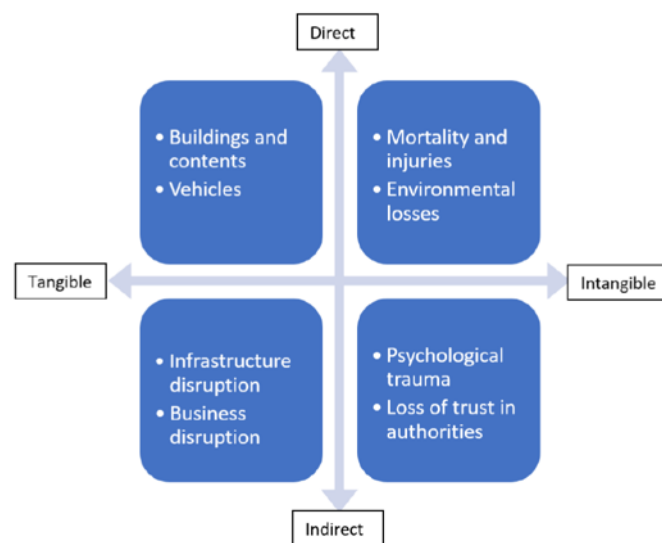 Direct
• Buildings and
contents
• Vehicles
• Mortality and
injuries
• Environmental
losses
Tangible
Intangible
• Infrastructure
disruption
• Business
disruption
• Psychological
trauma
• Loss of trust in
authorities
Indirect